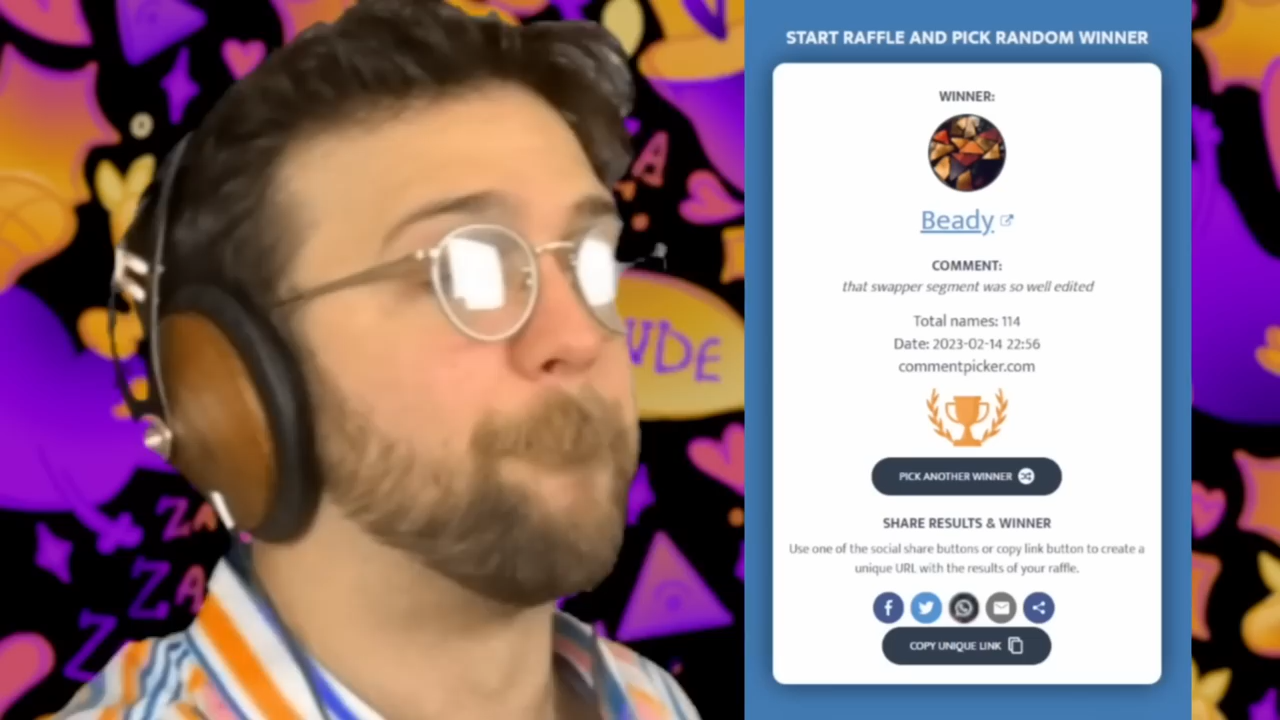 START RAFFLE AND PICK RANDOM WINNER
WINNER:
Beady
COMMENT:
that swapper segment was so well edited
Total names: 114
Date: 2023-02-14 22:56
commentpicker.com
PICK ANOTHER WINNER
SHARE RESULTS & WINNER
Use one of the social share buttons or copy link button to create a
unique URL with the results of your raffle.
COPY UNIQUE LINK